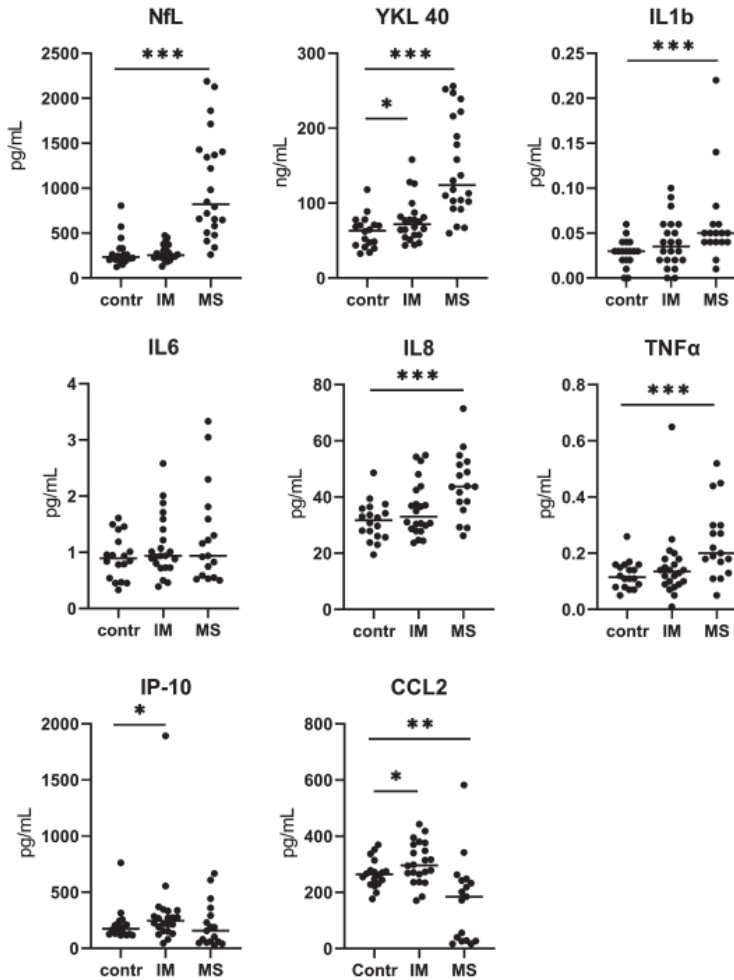 NfL
2500
2000
1500
1000
500
0
pg/mL
***
contr IM MS
YKL 40
300
200
100
0
ng/mL
***
*
contr IM MS
IL1b
0.25
0.20
0.15
0.10
0.05
0.00
pg/mL
***
contr IM MS
IL6
4
3
2
1
0
pg/mL
contr IM MS
IL8
80
60
40
20
0
pg/mL
***
contr IM MS
TNFα
0.8
0.6
0.4
0.2
0.0
pg/mL
***
contr IM MS
IP-10
2000
1500
1000
500
0
pg/mL
*
contr IM MS
CCL2
800
600
400
200
0
pg/mL
**
*
Contr IM MS